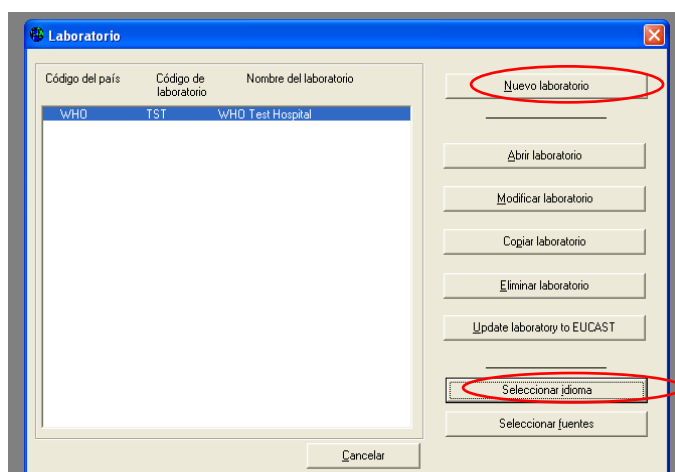 Laboratorio
Código del país Código de laboratorio Nombre del laboratorio
WHO TST WHO Test Hospital
Nuevo laboratorio
Abrir laboratorio
Modificar laboratorio
Copiar laboratorio
Eliminar laboratorio
Update laboratory to EUCAST
Seleccionar idioma
Seleccionar fuentes
Cancelar